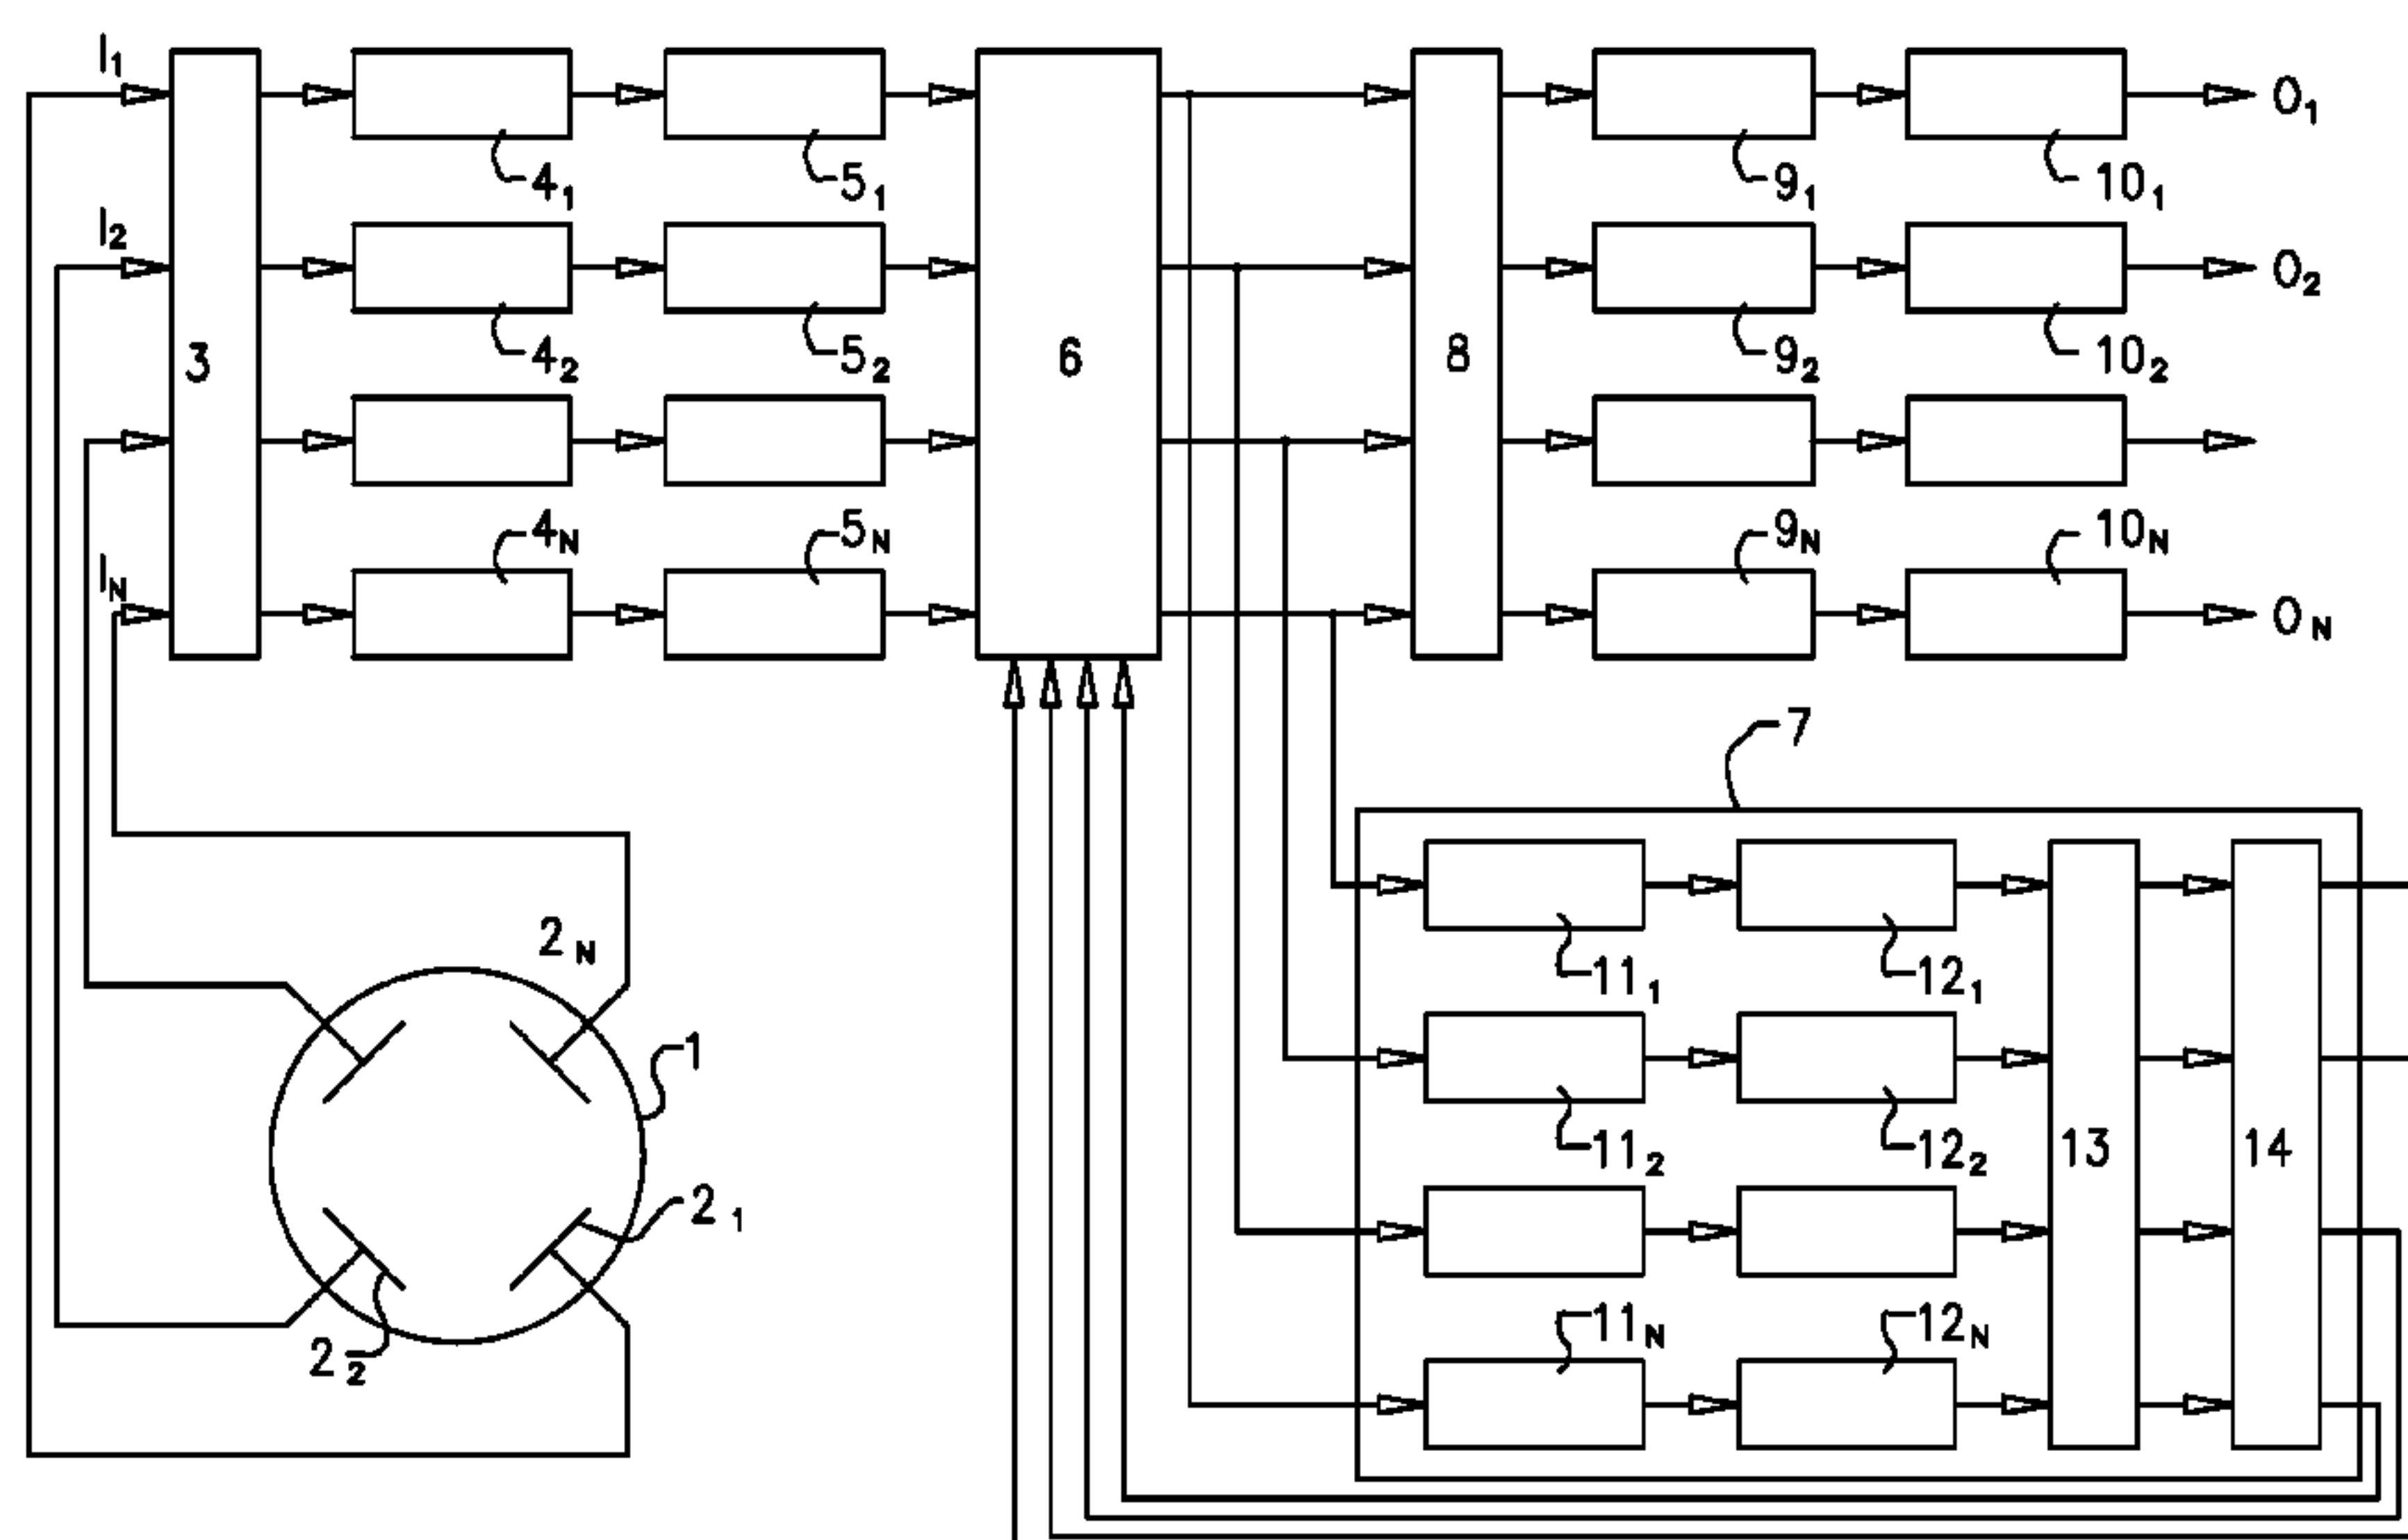 I₁
O₁
4₁ 5₁ 9₁ 10₁
I₂
O₂
3 4₂ 5₂ 6 8 9₂ 10₂
4N 5N 9N 10N
IN
ON
7
2N
11₁ 12₁
1
11₂ 12₂ 13 14
2₁
11N 12N
2₂